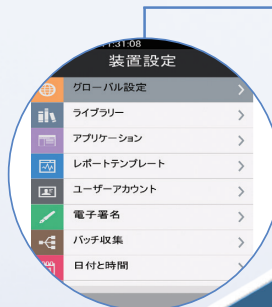 :31:08
装置設定
グローバル設定
ライブラリー
アプリケーション
レポートテンプレート
ユーザーアカウント
電子署名
バッチ収集
日付と時間